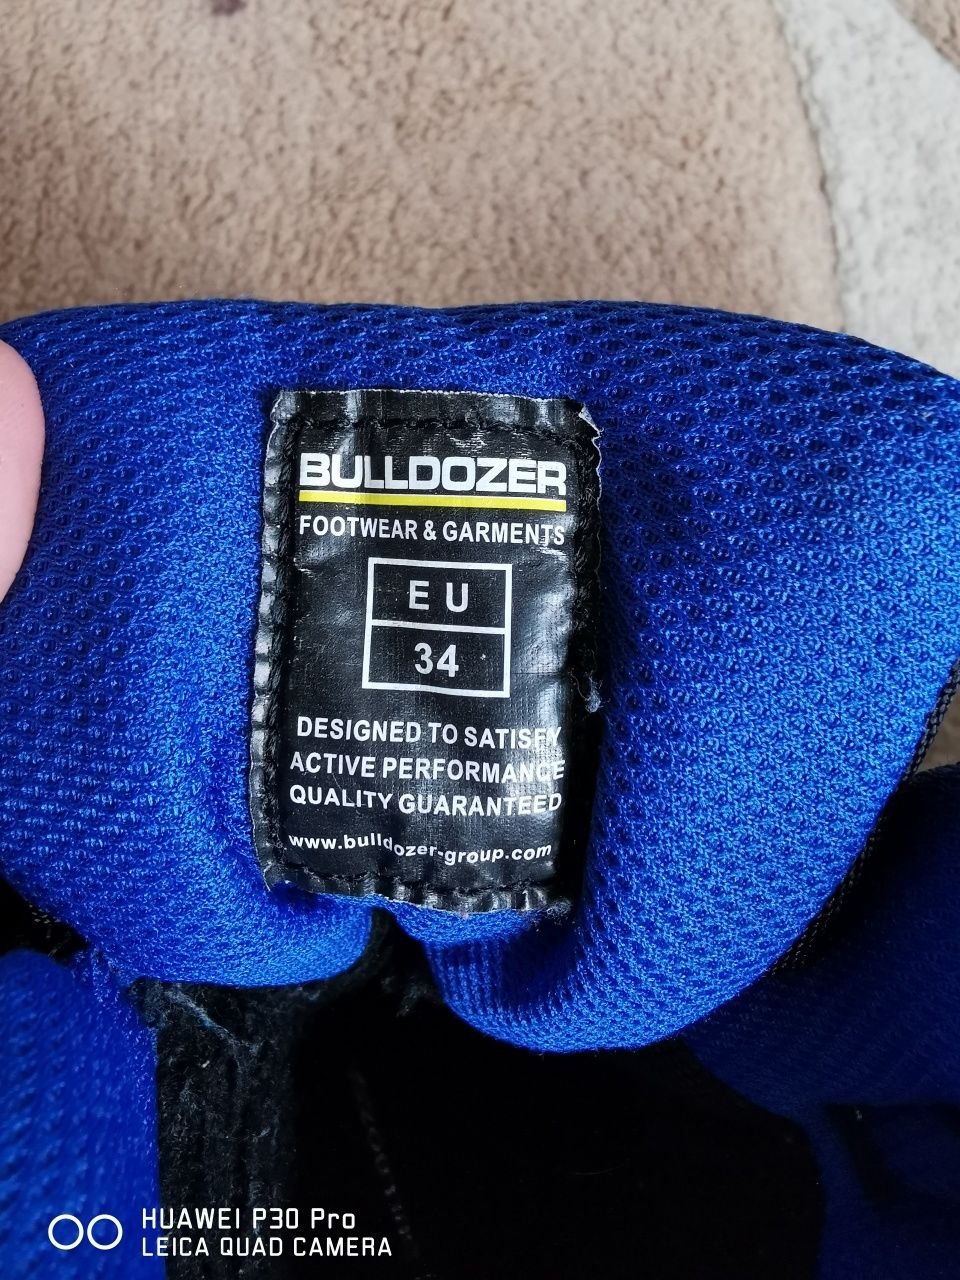 BULLDOZER
FOOTWEAR & GARMENTS
EU
34
DESIGNED TO SATISFY
ACTIVE PERFORMANCE
QUALITY GUARANTEED
www.bulldozer-group.com
HUAWEI P30 Pro
LEICA QUAD CAMERA